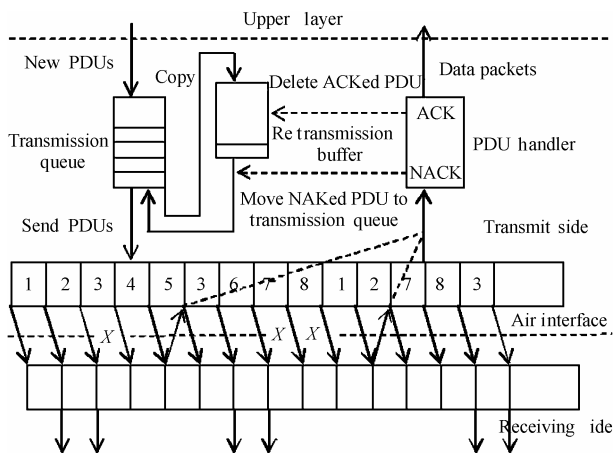 Upper layer
New PDUs
Copy
Data packets
Delete ACKed PDU
ACK
Transmission
queue
Re transmission
buffer
PDU handler
NACK
Move NAKed PDU to
transmission queue
Send PDUs
Transmit side
1 2 3 4 5 3 6 7 8 1 2 7 8 3
X X X
Air interface
Receiving ide